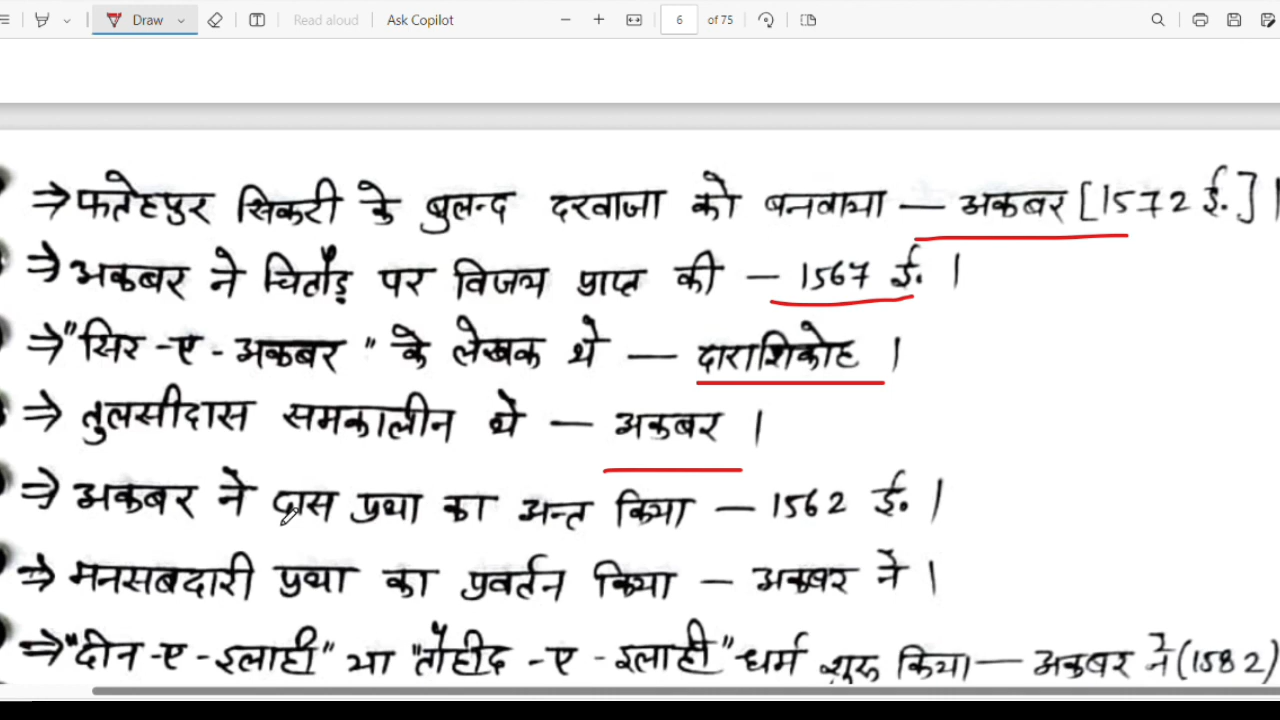 Draw Read aloud Ask Copilot 6 of 75
⇒ फतेहपुर सिकरी के बुलन्द दरवाजा को बनवाया — अकबर [1572 ई.] |
⇒ अकबर ने चित्तौड़ पर विजय प्राप्त की — 1567 ई. |
⇒ "सिर-ए-अकबर" के लेखक थे — दाराशिकोह |
⇒ तुलसीदास समकालीन थे — अकबर |
⇒ अकबर ने दास प्रथा का अन्त किया — 1562 ई. |
⇒ मनसबदारी प्रथा का प्रवर्तन किया — अकबर ने |
⇒ "दीन-ए-इलाही" या "तौहीद-ए-इलाही" धर्म शुरू किया — अकबर ने (1582)